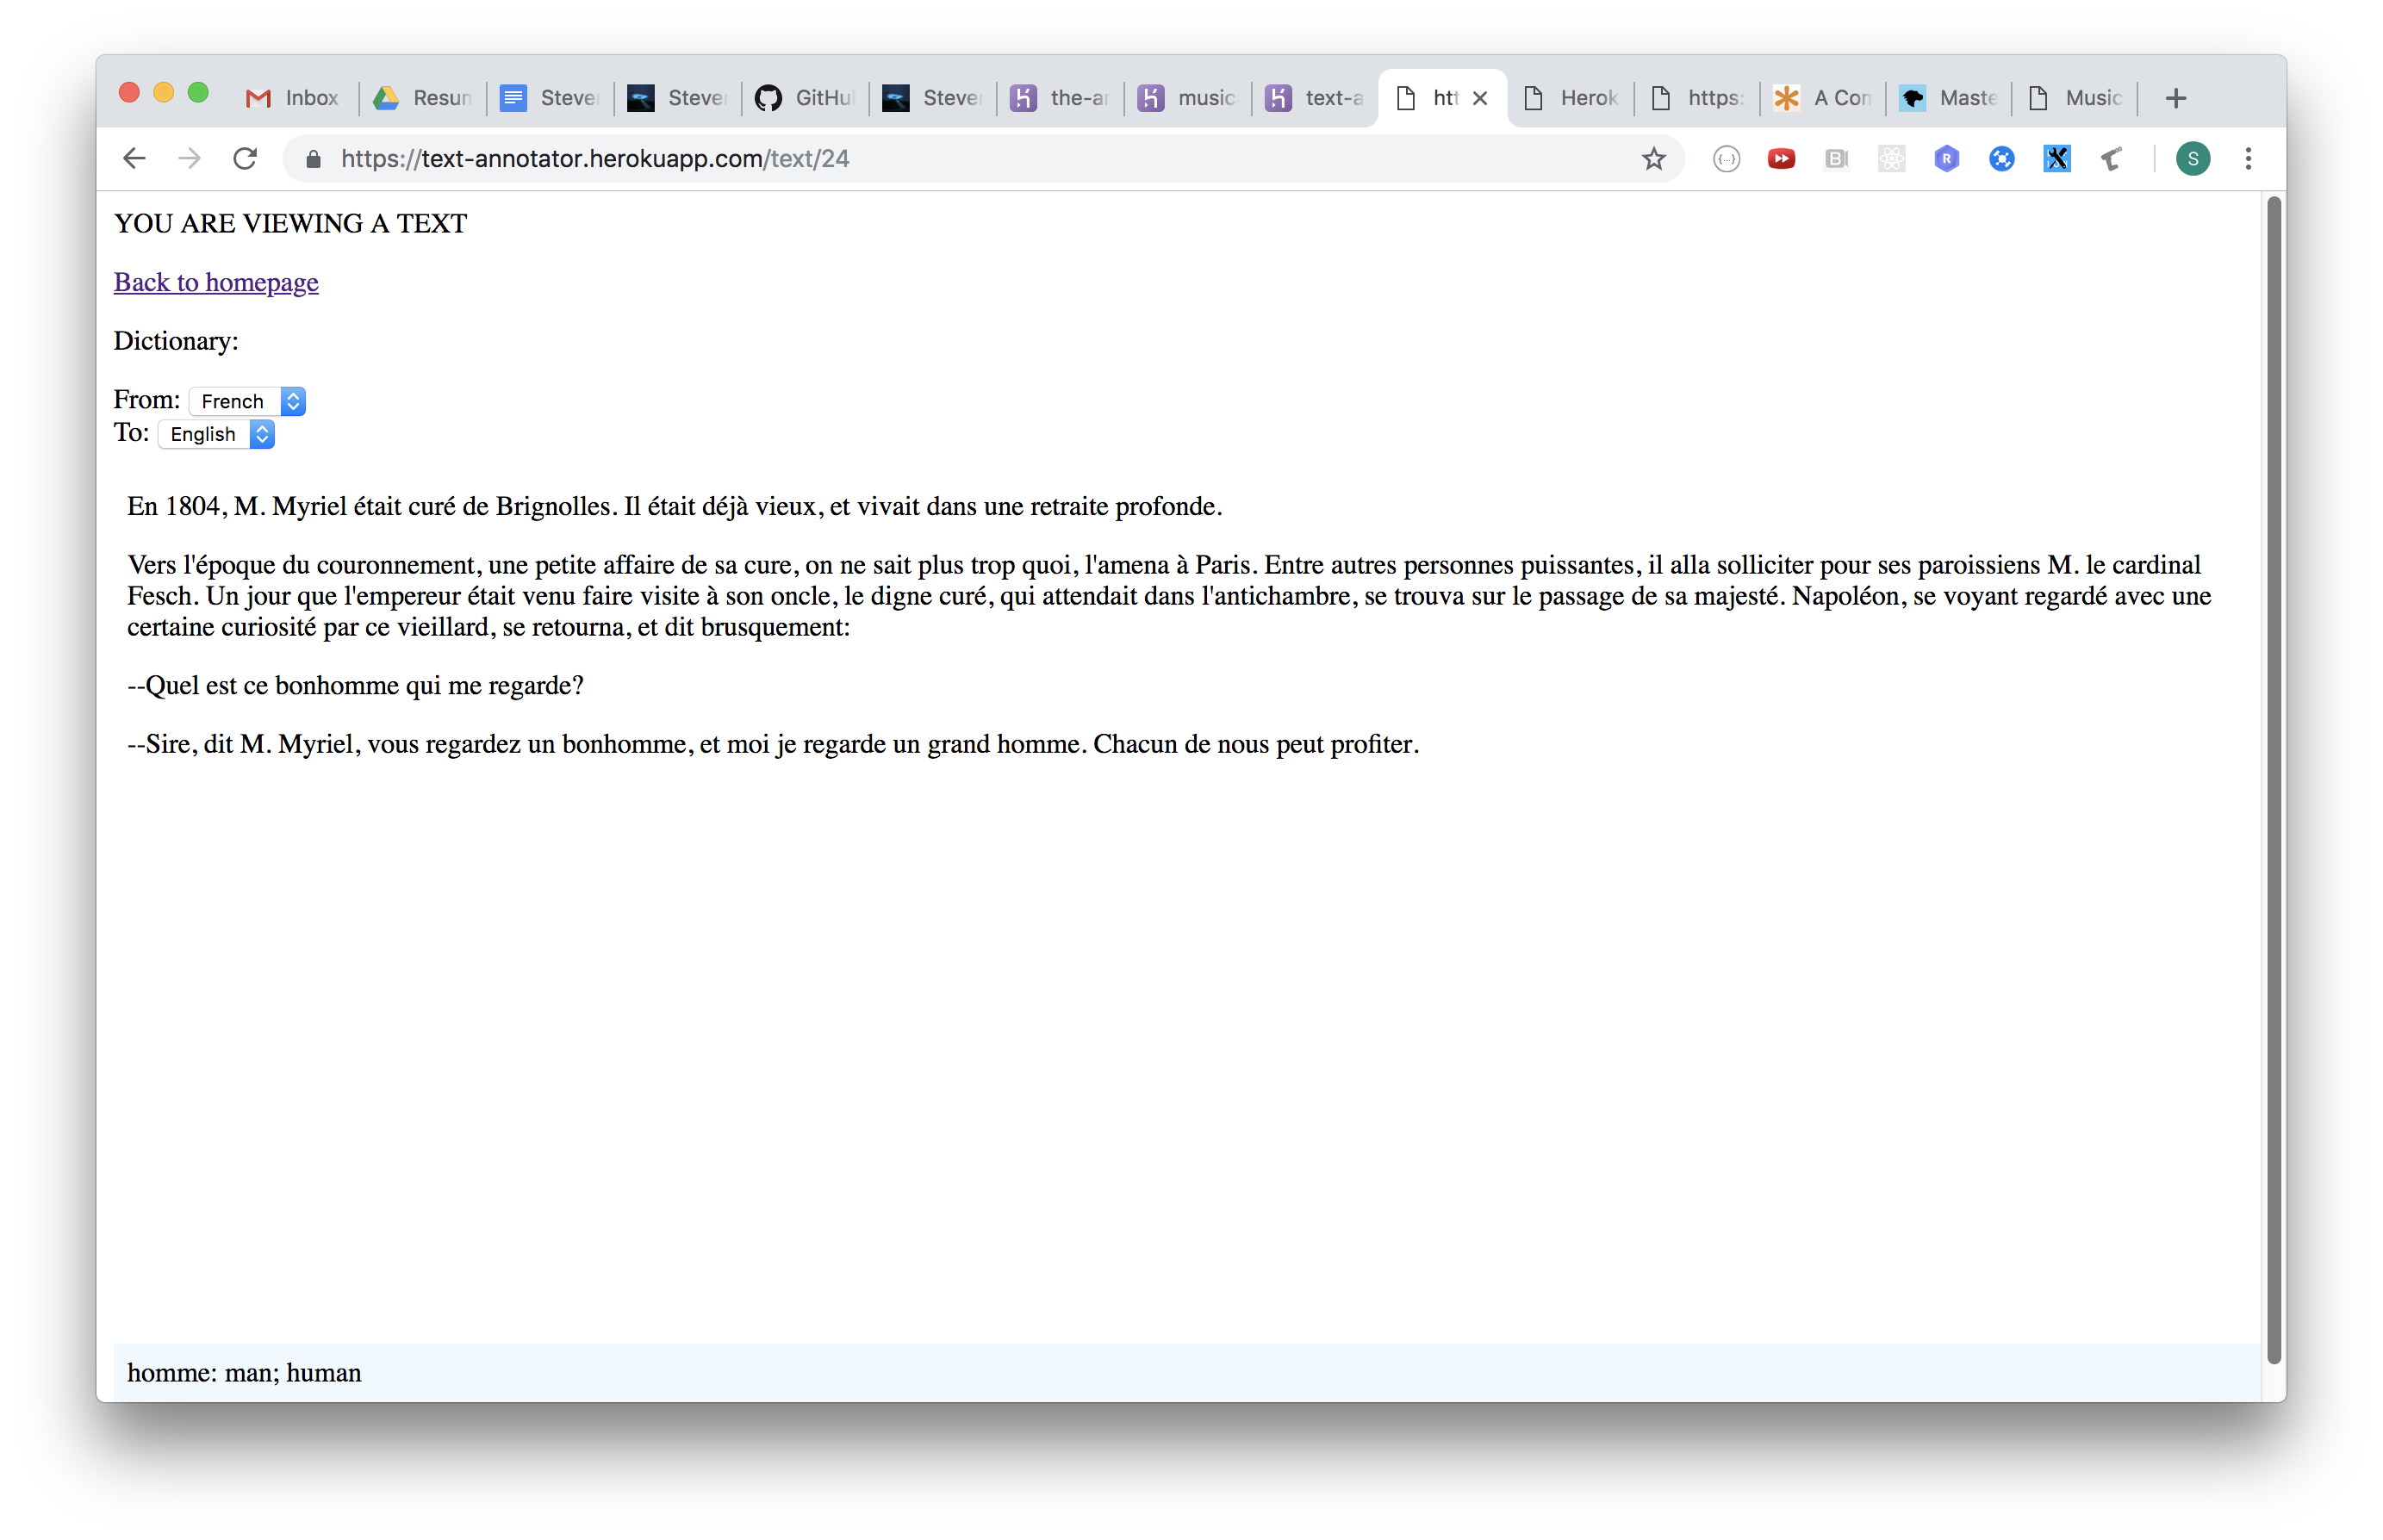 Inbox
Resum
Steve
Steve
GitHu
Steve
the-ar
music
text-a
htt
Herok
https:
A Con
Maste
Music
https://text-annotator.herokuapp.com/text/24
S
YOU ARE VIEWING A TEXT
Back to homepage
Dictionary:
From: French
To: English
En 1804, M. Myriel était curé de Brignolles. Il était déjà vieux, et vivait dans une retraite profonde.
Vers l'époque du couronnement, une petite affaire de sa cure, on ne sait plus trop quoi, l'amena à Paris. Entre autres personnes puissantes, il alla solliciter pour ses paroissiens M. le cardinal
Fesch. Un jour que l'empereur était venu faire visite à son oncle, le digne curé, qui attendait dans l'antichambre, se trouva sur le passage de sa majesté. Napoléon, se voyant regardé avec une
certaine curiosité par ce vieillard, se retourna, et dit brusquement:
--Quel est ce bonhomme qui me regarde?
--Sire, dit M. Myriel, vous regardez un bonhomme, et moi je regarde un grand homme. Chacun de nous peut profiter.
homme: man; human